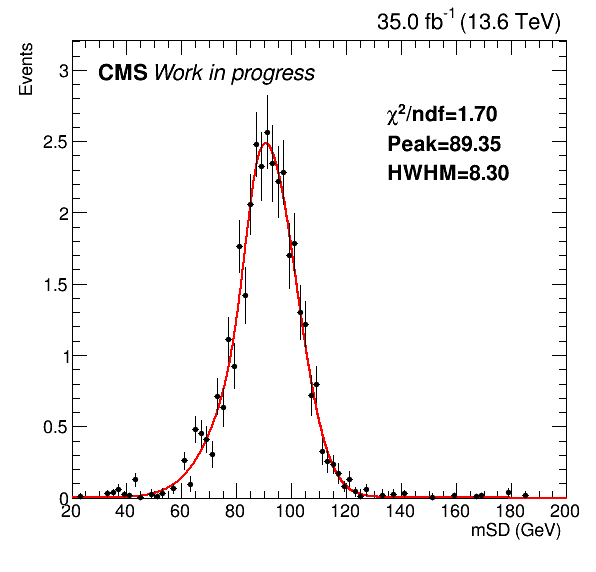 35.0 fb⁻¹ (13.6 TeV)
Events
CMS Work in progress
χ²/ndf=1.70
Peak=89.35
HWHM=8.30
3
2.5
2
1.5
1
0.5
0
20 40 60 80 100 120 140 160 180 200
mSD (GeV)